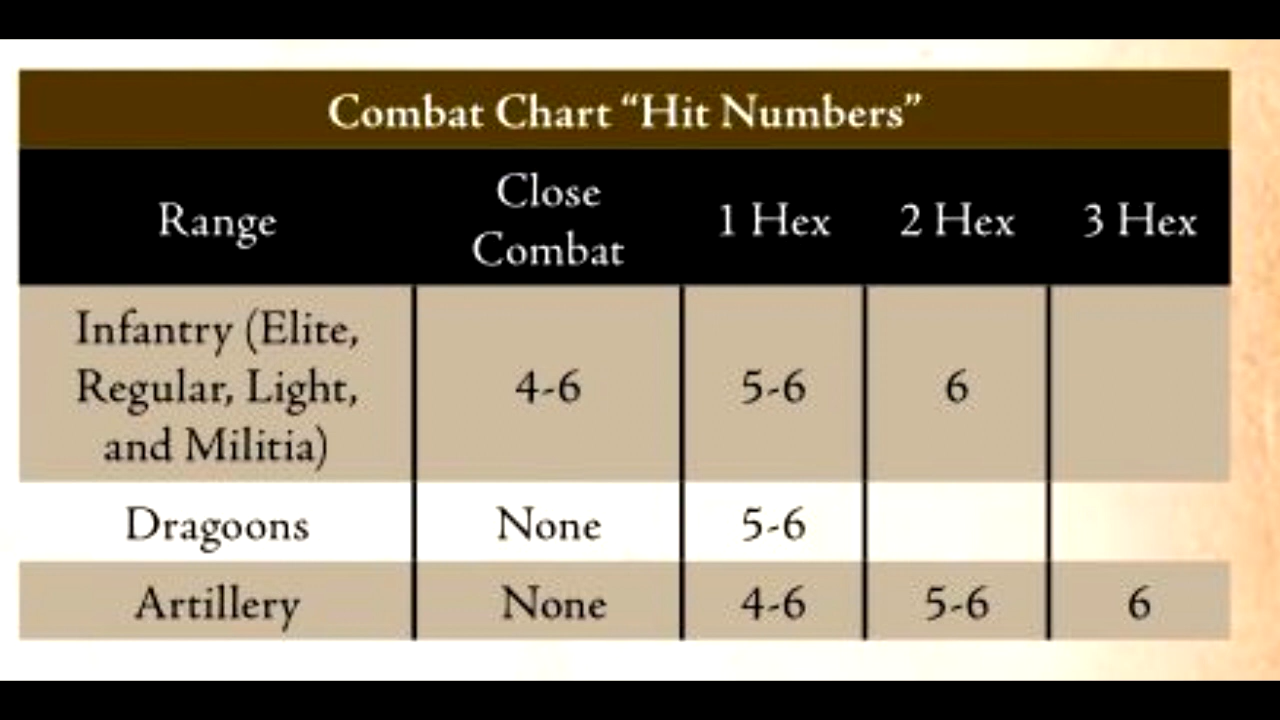 Combat Chart “Hit Numbers”
Range
Close
Combat
1 Hex
2 Hex
3 Hex
Infantry (Elite,
Regular, Light,
and Militia)
4-6
5-6
6
Dragoons
None
5-6
Artillery
None
4-6
5-6
6